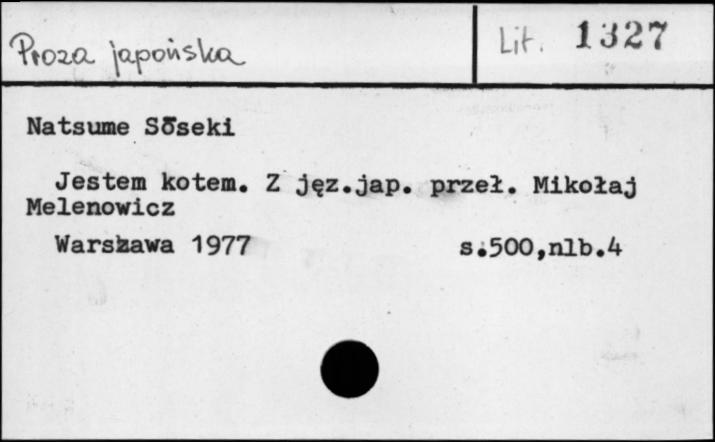 Proza japońska
Lit. 1327
Natsume Sōseki
Jestem kotem. Z jęz.jap. przeł. Mikołaj
Melenowicz
Warszawa 1977 s.500,nlb.4